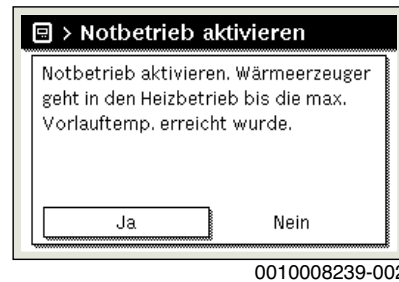 > Notbetrieb aktivieren
Notbetrieb aktivieren. Wärmeerzeuger
geht in den Heizbetrieb bis die max.
Vorlauftemp. erreicht wurde.
Ja Nein
0010008239-002